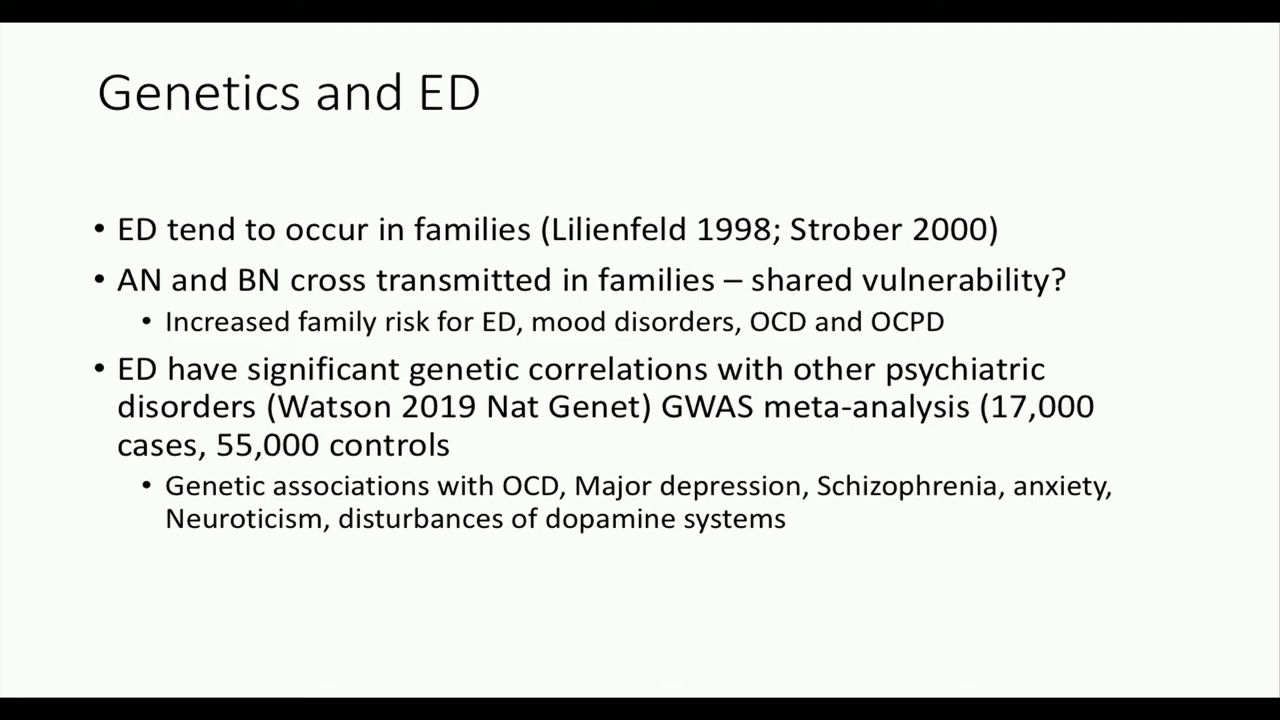 Genetics and ED
• ED tend to occur in families (Lilienfeld 1998; Strober 2000)
• AN and BN cross transmitted in families – shared vulnerability?
• Increased family risk for ED, mood disorders, OCD and OCPD
• ED have significant genetic correlations with other psychiatric
disorders (Watson 2019 Nat Genet) GWAS meta-analysis (17,000
cases, 55,000 controls
• Genetic associations with OCD, Major depression, Schizophrenia, anxiety,
Neuroticism, disturbances of dopamine systems